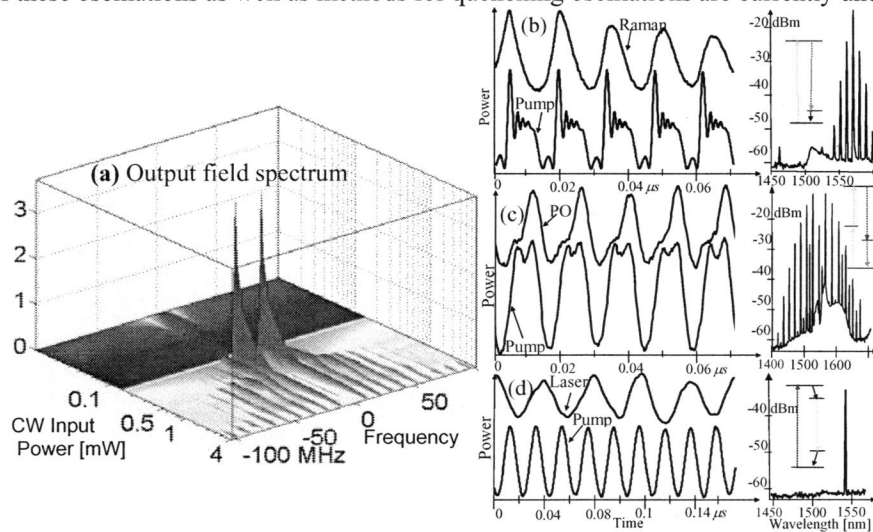 of these oscillations as well as methods for quenching oscillations are currently und
(a) Output field spectrum
3
2
1
0
0.1
0.5
1
4
CW Input
Power [mW]
-100 MHz
-50
0
50
Frequency
(b)
Raman
Pump
Power
0
0.02
0.04 μs
0.06
-20
dBm
-30
-40
-50
-60
1450
1500
1550
(c)
PO
Pump
Power
0
0.02
0.04
0.06 μs
-20
dBm
-30
-40
-50
-60
1400
1500
1600
(d)
Laser
Pump
Power
0
0.04
0.08
0.1
0.14 μs
Time
-40
dBm
-50
-60
1450
1500
1550
Wavelength [nm]